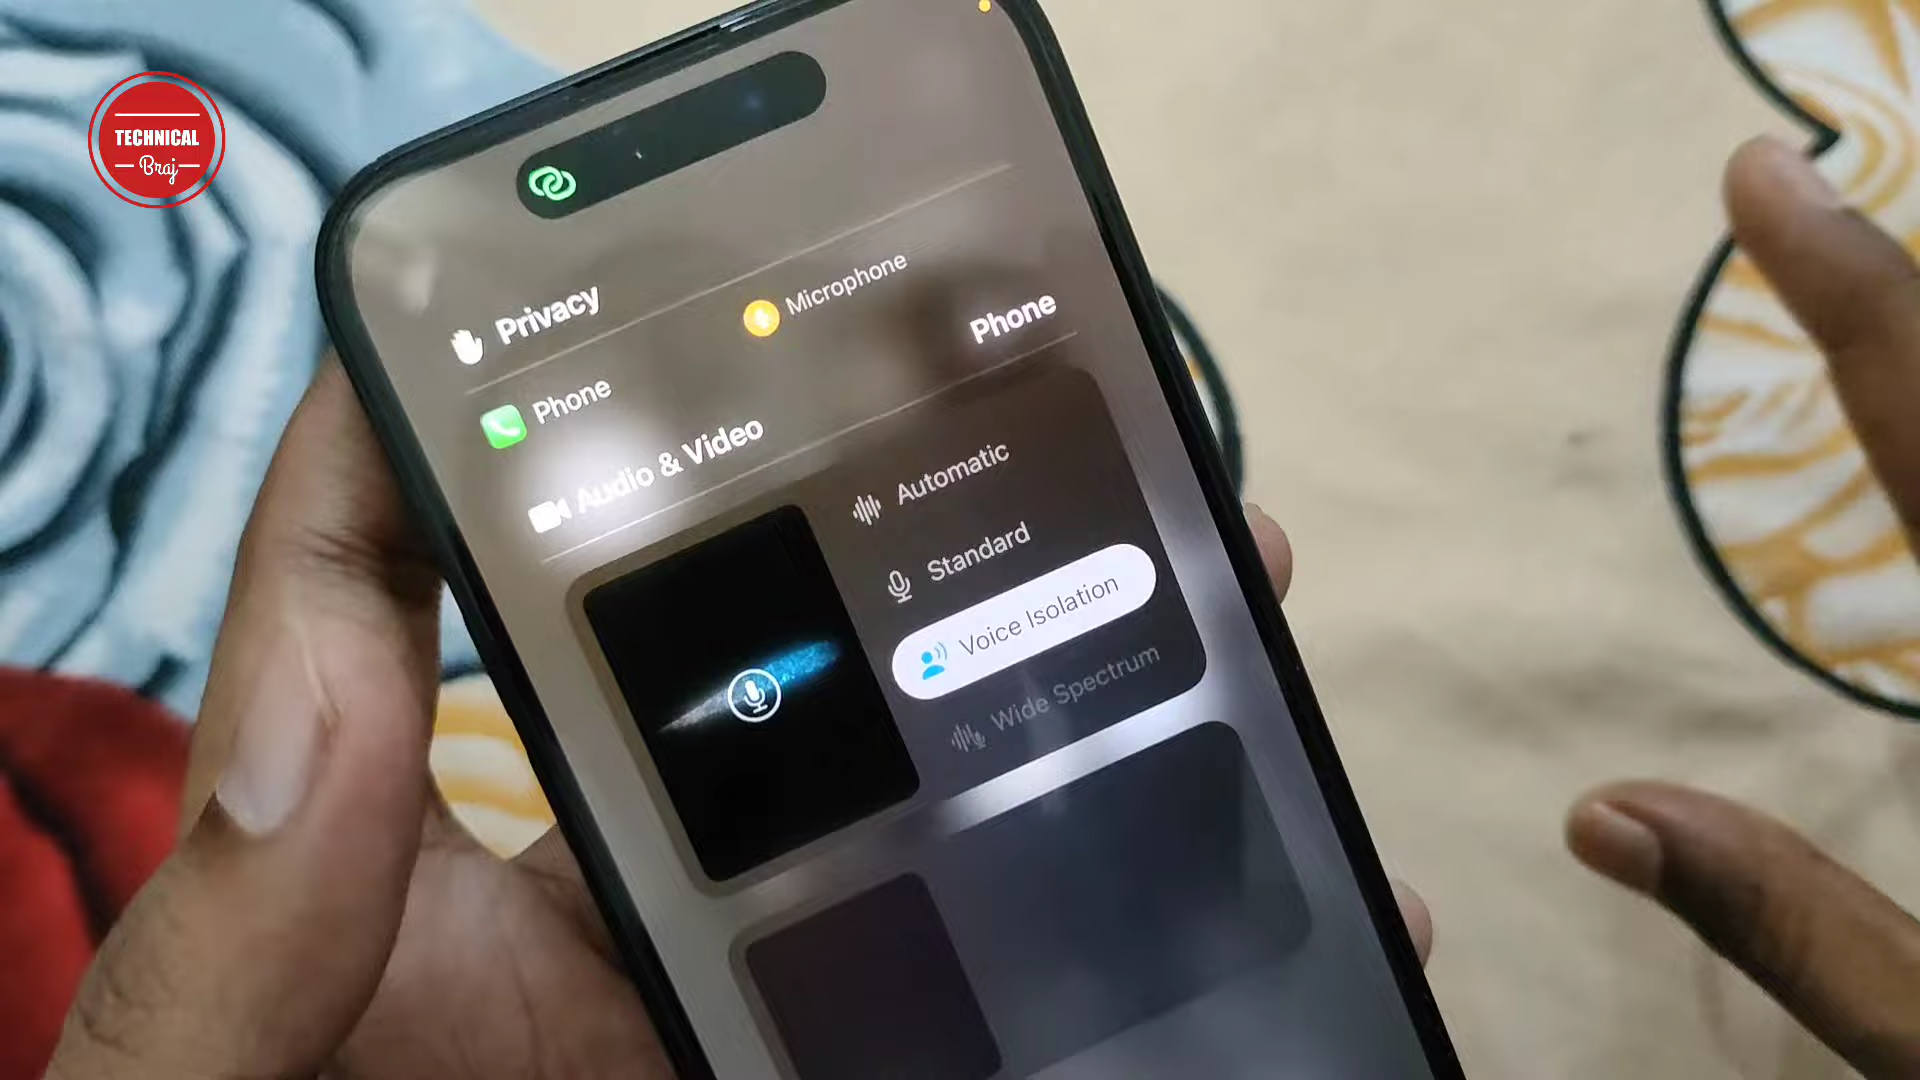 TECHNICAL
Braj
Privacy
Microphone
Phone
Phone
Audio & Video
Automatic
Standard
Voice Isolation
Wide Spectrum